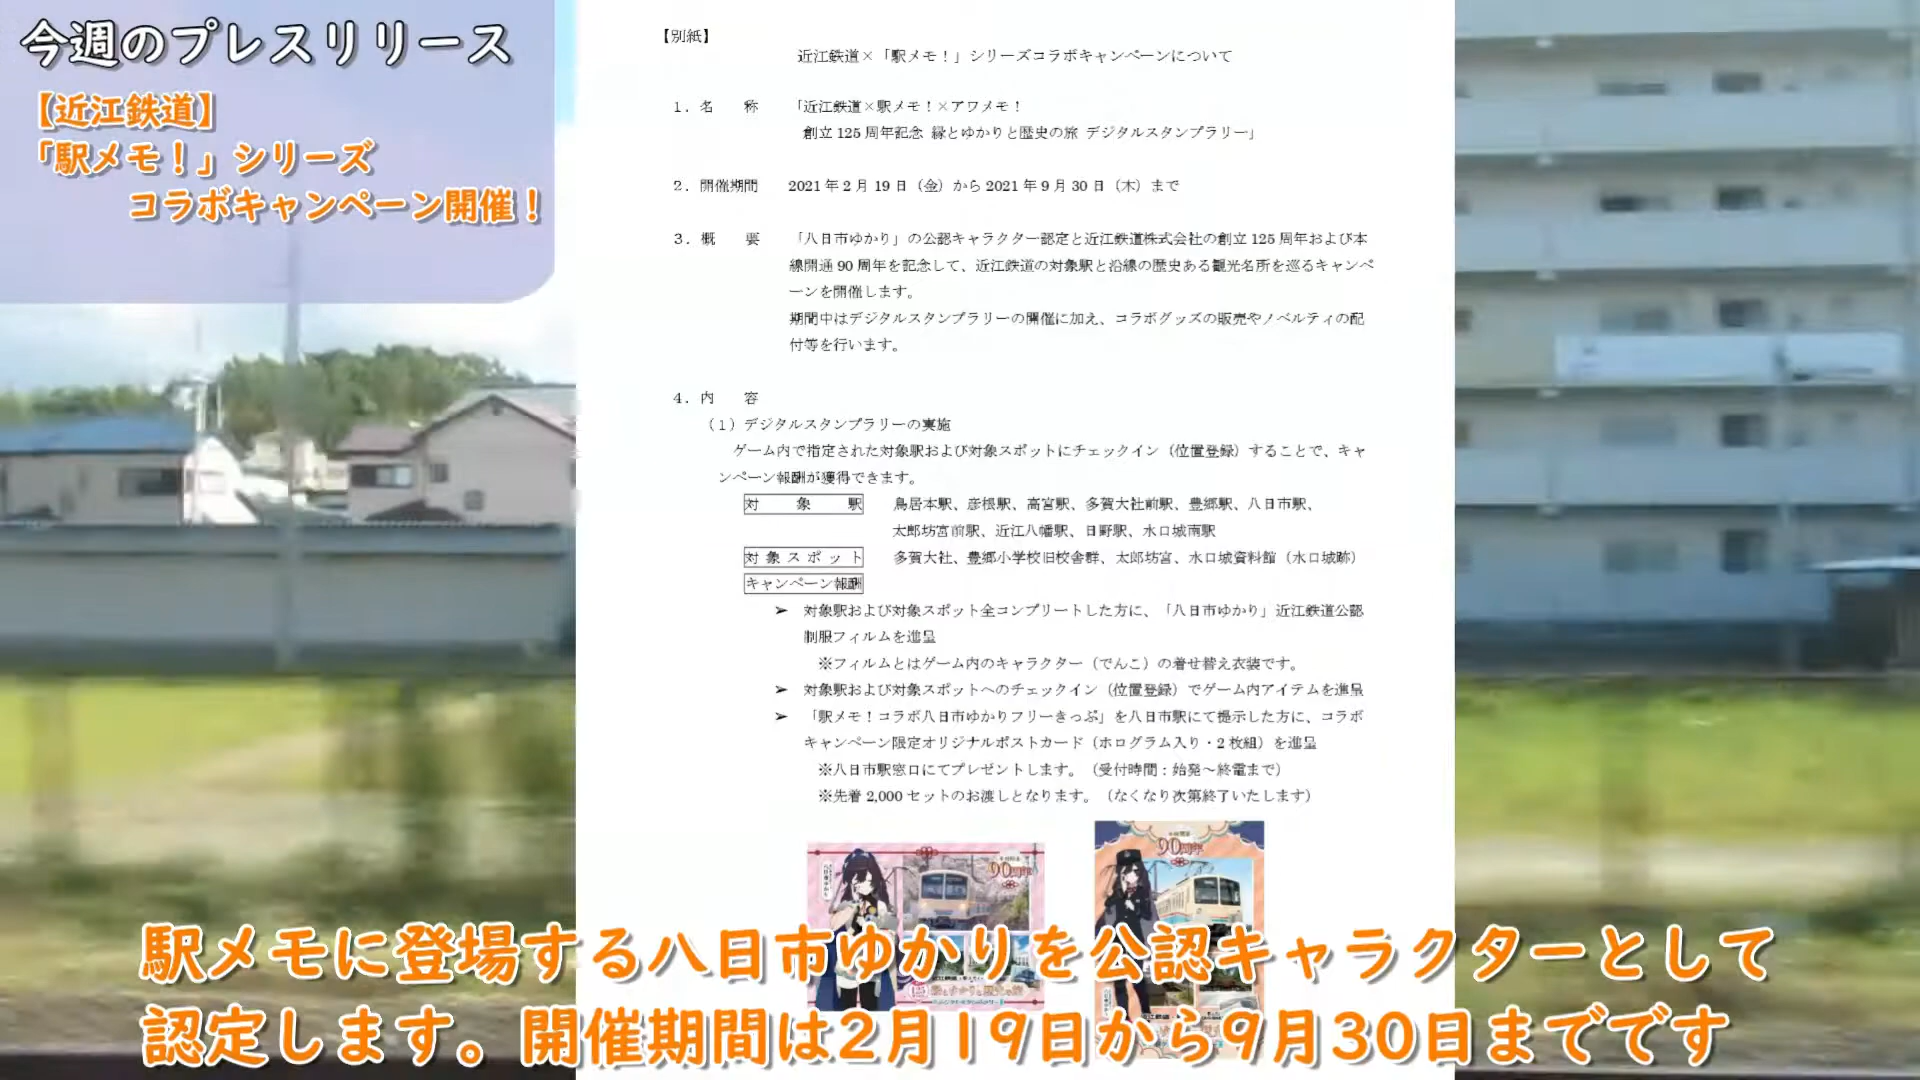 今週のプレスリリース
【近江鉄道】
「駅メモ！」シリーズ
コラボキャンペーン開催！
【別紙】
近江鉄道×「駅メモ！」シリーズコラボキャンペーンについて
１．名　　称　「近江鉄道×駅メモ！×アワメモ！
創立 125 周年記念 縁とゆかりと歴史の旅 デジタルスタンプラリー」
２．開催期間　2021 年 2 月 19 日（金）から 2021 年 9 月 30 日（木）まで
３．概　　要　「八日市ゆかり」の公認キャラクター認定と近江鉄道株式会社の創立 125 周年および本
線開通 90 周年を記念して、近江鉄道の対象駅と沿線の歴史ある観光名所を巡るキャンペ
ーンを開催します。
期間中はデジタルスタンプラリーの開催に加え、コラボグッズの販売やノベルティの配
付等を行います。
４．内　　容
（１）デジタルスタンプラリーの実施
ゲーム内で指定された対象駅および対象スポットにチェックイン（位置登録）することで、キャ
ンペーン報酬が獲得できます。
対　象　駅　鳥居本駅、彦根駅、高宮駅、多賀大社前駅、豊郷駅、八日市駅、
太郎坊宮前駅、近江八幡駅、日野駅、水口城南駅
対象スポット　多賀大社、豊郷小学校旧校舎群、太郎坊宮、水口城資料館（水口城跡）
キャンペーン報酬
➢ 対象駅および対象スポット全コンプリートした方に、「八日市ゆかり」近江鉄道公認
制服フィルムを進呈
※フィルムとはゲーム内のキャラクター（でんこ）の着せ替え衣装です。
➢ 対象駅および対象スポットへのチェックイン（位置登録）でゲーム内アイテムを進呈
➢ 「駅メモ！コラボ八日市ゆかりフリーきっぷ」を八日市駅にて提示した方に、コラボ
キャンペーン限定オリジナルポストカード（ホログラム入り・2 枚組）を進呈
※八日市駅窓口にてプレゼントします。（受付時間：始発～終電まで）
※先着 2,000 セットのお渡しとなります。（なくなり次第終了いたします）
90周年
90周年
駅メモに登場する八日市ゆかりを公認キャラクターとして
認定します。開催期間は2月19日から9月30日までです